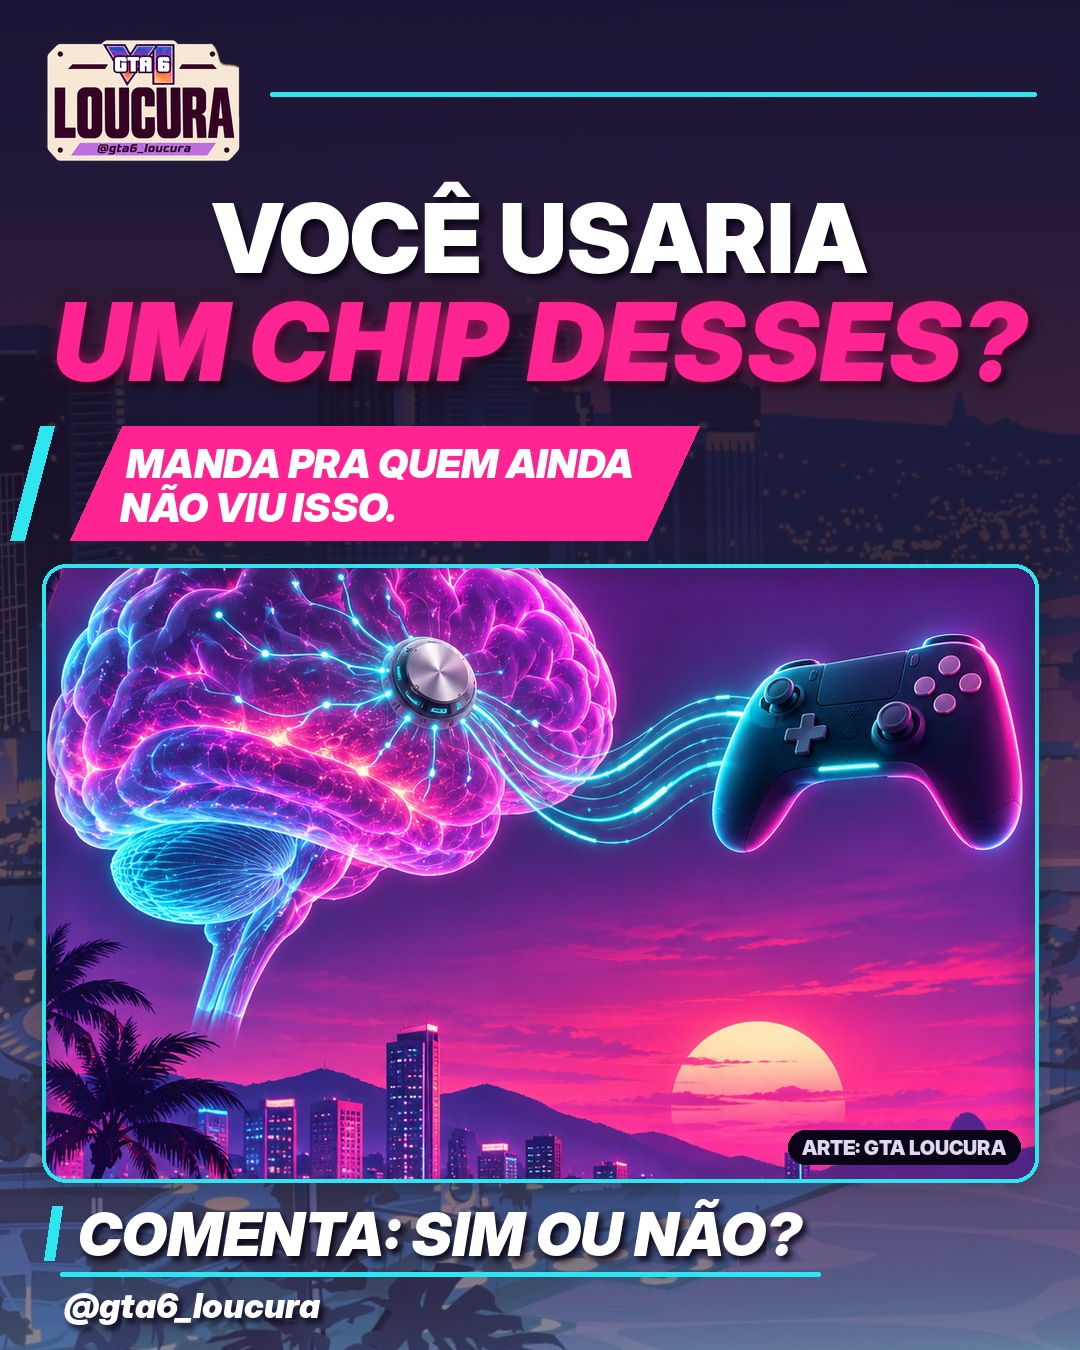 GTA 6
LOUCURA
@gta6_loucura
VOCÊ USARIA
UM CHIP DESSES?
MANDA PRA QUEM AINDA
NÃO VIU ISSO.
ARTE: GTA LOUCURA
COMENTA: SIM OU NÃO?
@gta6_loucura